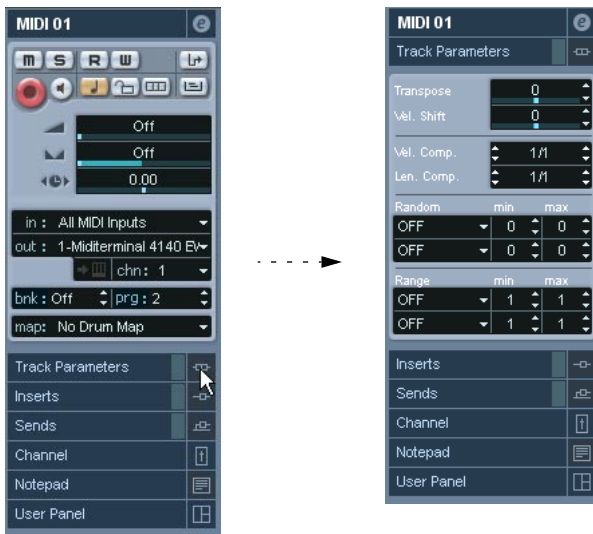 MIDI 01
M S R W
Off
Off
0.00
in : All MIDI Inputs
out : 1-Miditerminal 4140 EV
chn: 1
bnk: Off prg: 2
map: No Drum Map
Track Parameters
Inserts
Sends
Channel
Notepad
User Panel
MIDI 01
Track Parameters
Transpose 0
Vel. Shift 0
Vel. Comp. 1/1
Len. Comp. 1/1
Random min max
OFF 0 0
OFF 0 0
Range min max
OFF 1 1
OFF 1 1
Inserts
Sends
Channel
Notepad
User Panel